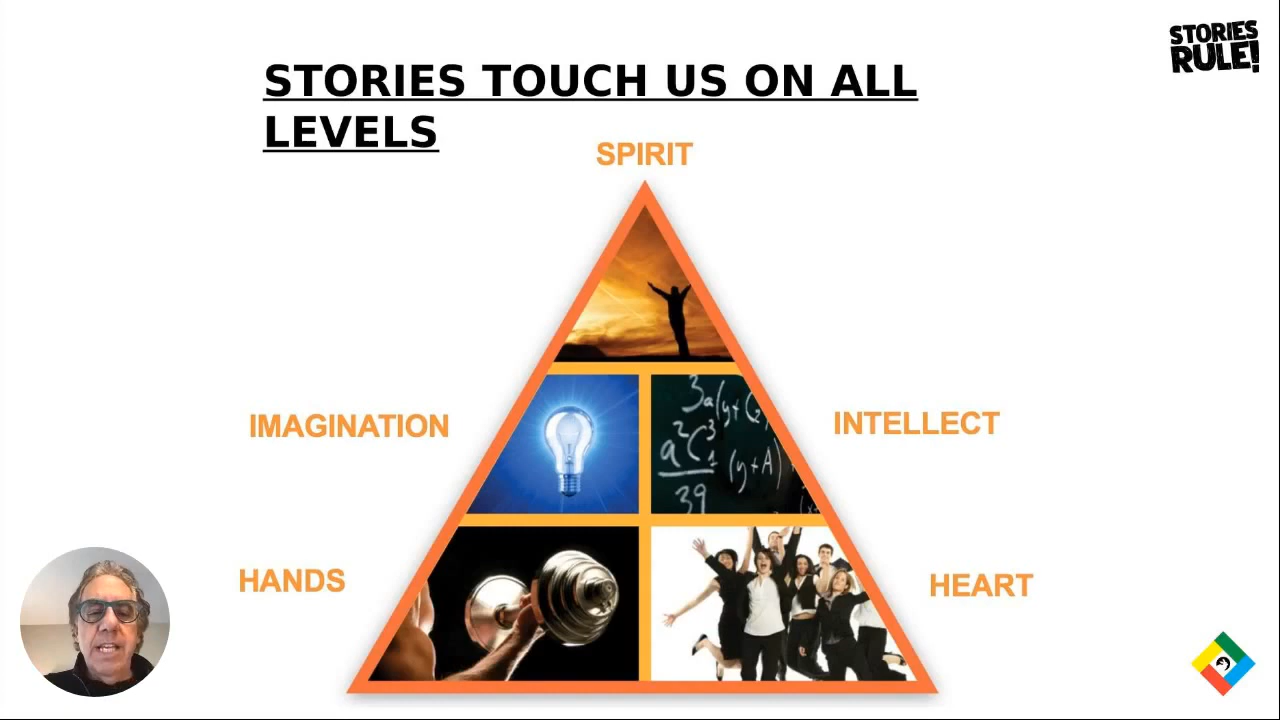 STORIES
RULE!
STORIES TOUCH US ON ALL
LEVELS
SPIRIT
IMAGINATION
INTELLECT
HANDS
HEART